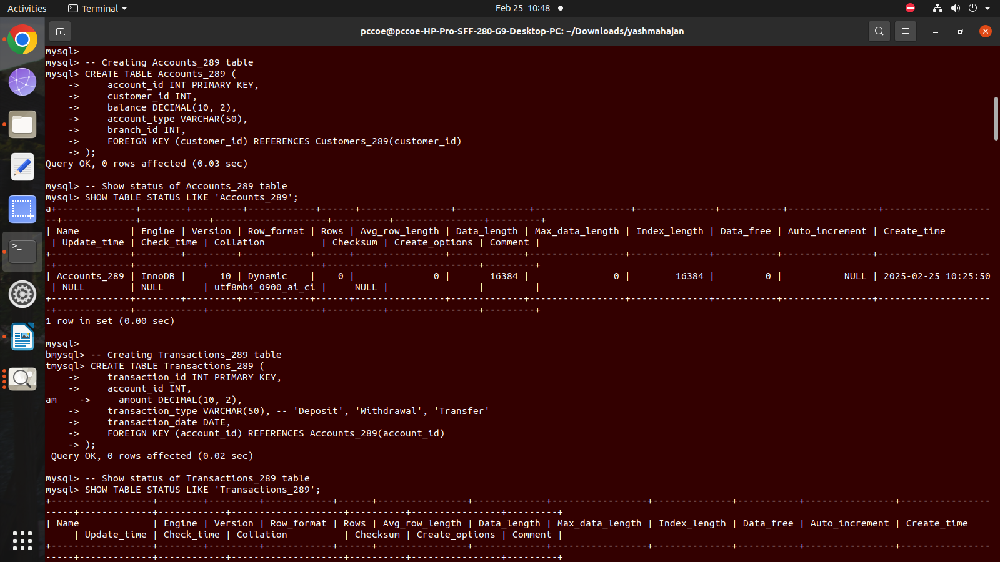 Activities
Terminal
Feb 25 10:48
pccoe@pccoe-HP-Pro-SFF-280-G9-Desktop-PC: ~/Downloads/yashmahajan
mysql>
mysql> -- Creating Accounts_289 table
mysql> CREATE TABLE Accounts_289 (
    ->     account_id INT PRIMARY KEY,
    ->     customer_id INT,
    ->     balance DECIMAL(10, 2),
    ->     account_type VARCHAR(50),
    ->     branch_id INT,
    ->     FOREIGN KEY (customer_id) REFERENCES Customers_289(customer_id)
    -> );
Query OK, 0 rows affected (0.03 sec)
mysql> -- Show status of Accounts_289 table
mysql> SHOW TABLE STATUS LIKE 'Accounts_289';
a+--------------+--------+---------+------------+------+----------------+-------------+-----------------+--------------+-----------+----------------+---------------------
--+-------------+------------+--------------------+----------+----------------+---------+
| Name         | Engine | Version | Row_format | Rows | Avg_row_length | Data_length | Max_data_length | Index_length | Data_free | Auto_increment | Create_time
 | Update_time | Check_time | Collation          | Checksum | Create_options | Comment |
+--------------+--------+---------+------------+------+----------------+-------------+-----------------+--------------+-----------+----------------+--------------------
-+-------------+------------+--------------------+----------+----------------+---------+
| Accounts_289 | InnoDB |      10 | Dynamic    |    0 |              0 |       16384 |               0 |        16384 |         0 |           NULL | 2025-02-25 10:25:50
 | NULL        | NULL       | utf8mb4_0900_ai_ci |     NULL |                |         |
+--------------+--------+---------+------------+------+----------------+-------------+-----------------+--------------+-----------+----------------+--------------------
-+-------------+------------+--------------------+----------+----------------+---------+
1 row in set (0.00 sec)
mysql>
bmysql> -- Creating Transactions_289 table
tmysql> CREATE TABLE Transactions_289 (
    ->     transaction_id INT PRIMARY KEY,
    ->     account_id INT,
am    ->     amount DECIMAL(10, 2),
    ->     transaction_type VARCHAR(50), -- 'Deposit', 'Withdrawal', 'Transfer'
    ->     transaction_date DATE,
    ->     FOREIGN KEY (account_id) REFERENCES Accounts_289(account_id)
    -> );
 Query OK, 0 rows affected (0.02 sec)
mysql> -- Show status of Transactions_289 table
mysql> SHOW TABLE STATUS LIKE 'Transactions_289';
+------------------+--------+---------+------------+------+----------------+-------------+-----------------+--------------+-----------+----------------+----------------
-----+-------------+------------+--------------------+----------+----------------+---------+
| Name             | Engine | Version | Row_format | Rows | Avg_row_length | Data_length | Max_data_length | Index_length | Data_free | Auto_increment | Create_time
     | Update_time | Check_time | Collation          | Checksum | Create_options | Comment |
+------------------+--------+---------+------------+------+----------------+-------------+-----------------+--------------+-----------+----------------+----------------
-----+-------------+------------+--------------------+----------+----------------+---------+